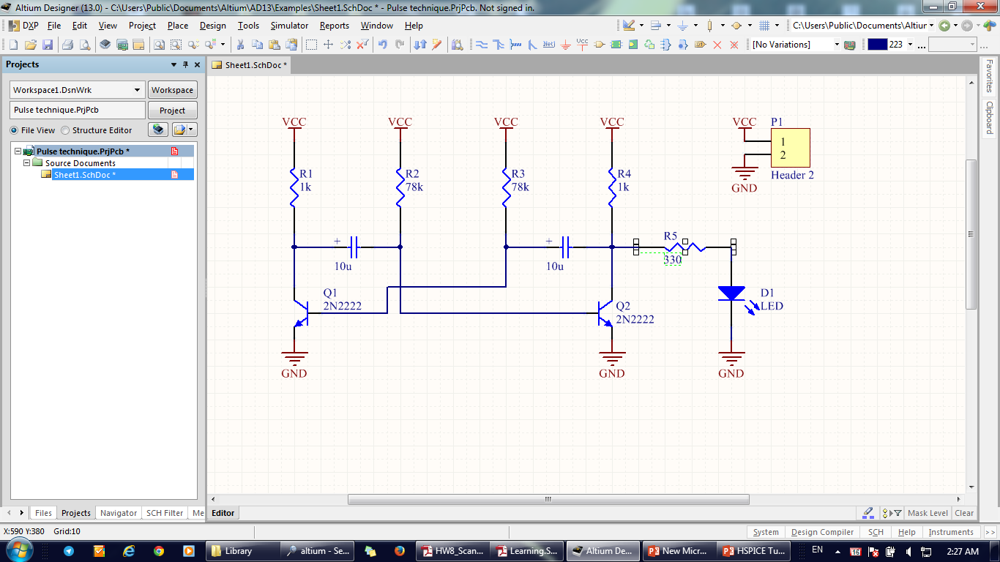 Altium Designer (13.0) - C:\Users\Public\Documents\Altium\AD13\Examples\Sheet1.SchDoc * - Pulse technique.PrjPcb. Not signed in.
DXP File Edit View Project Place Design Tools Simulator Reports Window Help C:\Users\Public\Documents\Altiur
Net Vcc [No Variations] 223 ...
Projects
Sheet1.SchDoc *
Favorites
Clipboard
Workspace1.DsnWrk Workspace
Pulse technique.PrjPcb Project
File View Structure Editor
Pulse technique.PrjPcb *
Source Documents
Sheet1.SchDoc *
VCC VCC VCC VCC VCC P1
1
2
Header 2
GND
R1 1k
R2 78k
R3 78k
R4 1k
+ 10u
+ 10u
R5 330
Q1 2N2222
Q2 2N2222
D1 LED
GND GND GND
Files Projects Navigator SCH Filter Me Editor Mask Level Clear
X:590 Y:380 Grid:10 System Design Compiler SCH Help Instruments >>
Library altium - Se... HW8_Scan... Learning.S... Altium De... New Micr... HSPICE Tu... EN 16 2:27 AM